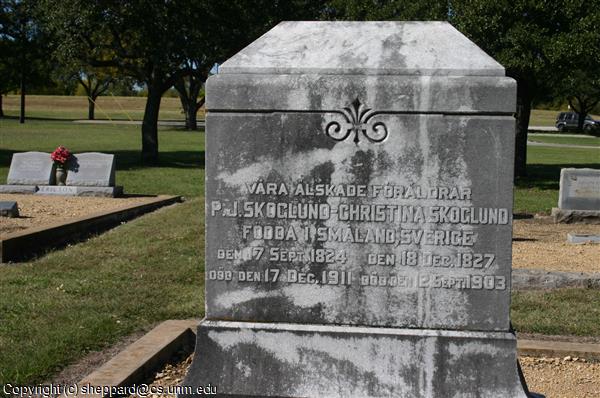 VÅRA ÄLSKADE FÖRÄLDRAR
P.J. SKOGLUND-CHRISTINA SKOGLUND
FÖDDA I SMÅLAND, SVERIGE
DEN 17 SEPT. 1824 DEN 18 DEC. 1827
DÖD DEN 17 DEC. 1911 DÖD DEN 12 SEPT. 1903
Copyright (c) by sheppard@cs.unm.edu